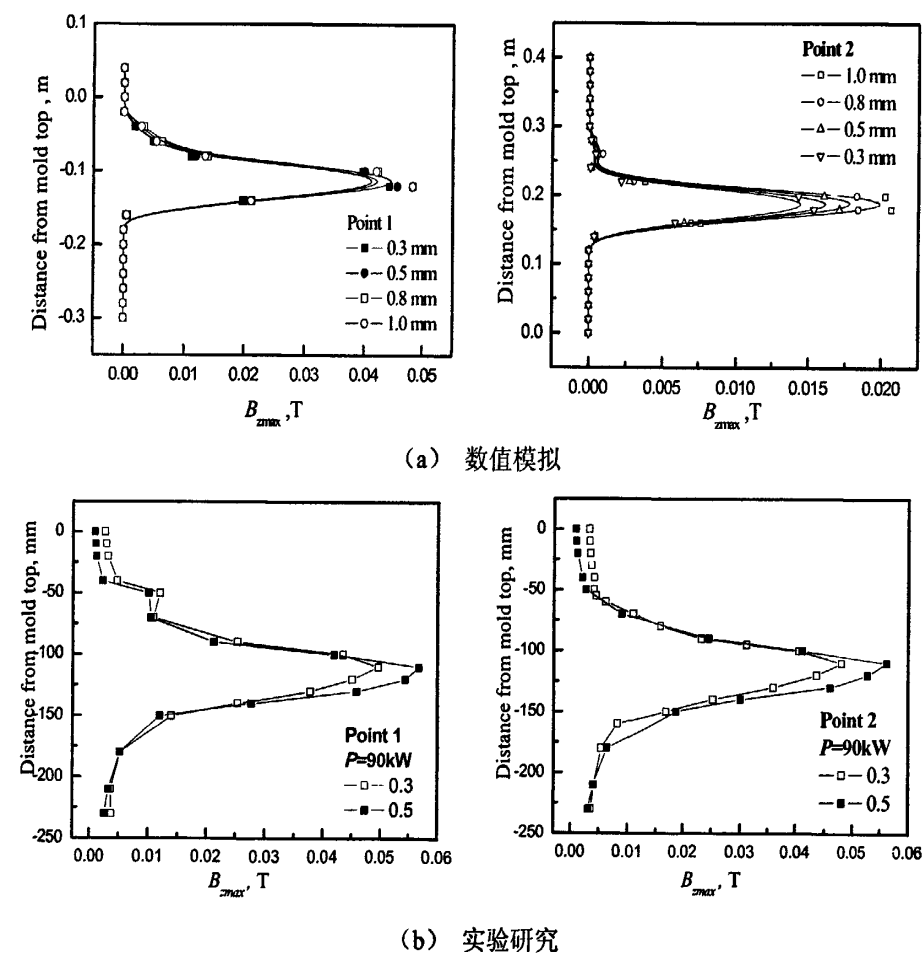 0.1
0.0
-0.1
-0.2
-0.3
Distance from mold top , m
Point 1
0.3 mm
0.5 mm
0.8 mm
1.0 mm
0.00 0.01 0.02 0.03 0.04 0.05
Bzmax ,T
0.4
0.3
0.2
0.1
0.0
Distance from mold top, m
Point 2
1.0 mm
0.8 mm
0.5 mm
0.3 mm
0.000 0.005 0.010 0.015 0.020
Bzmax ,T
(a) 数值模拟
0
-50
-100
-150
-200
-250
Distance from mold top, mm
Point 1
P=90kW
0.3
0.5
0.00 0.01 0.02 0.03 0.04 0.05 0.06
Bzmax, T
0
-50
-100
-150
-200
-250
Distance from mold top, mm
Point 2
P=90kW
0.3
0.5
0.00 0.01 0.02 0.03 0.04 0.05 0.06
Bzmax, T
(b) 实验研究